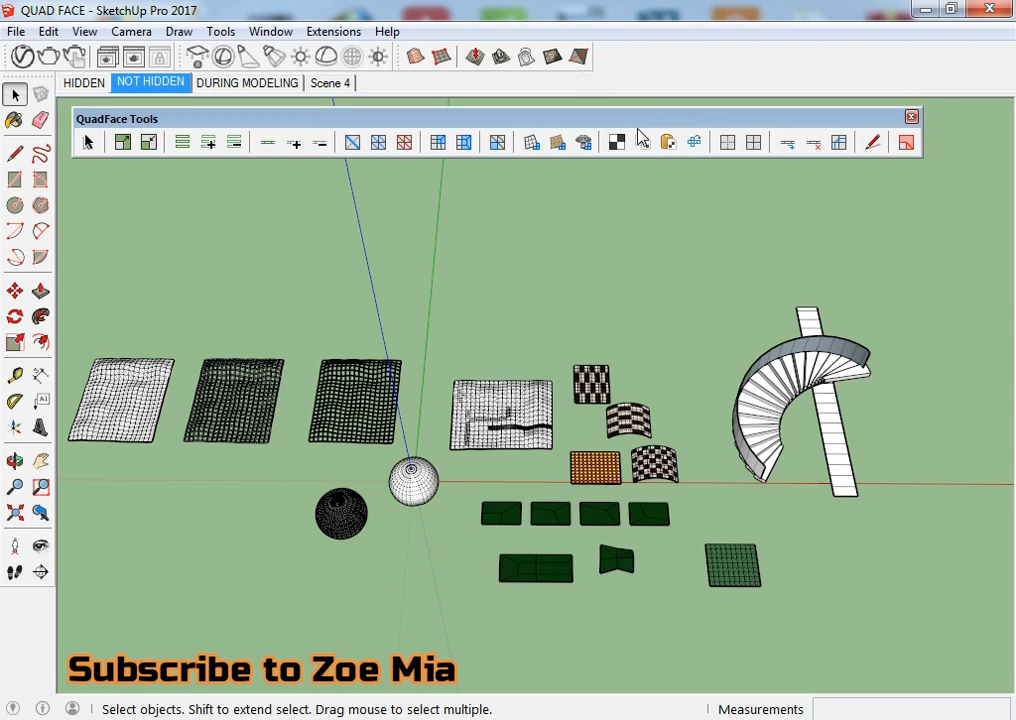 QUAD FACE - SketchUp Pro 2017
File Edit View Camera Draw Tools Window Extensions Help
HIDDEN NOT HIDDEN DURING MODELING Scene 4
QuadFace Tools
A1
Subscribe to Zoe Mia
Select objects. Shift to extend select. Drag mouse to select multiple. Measurements